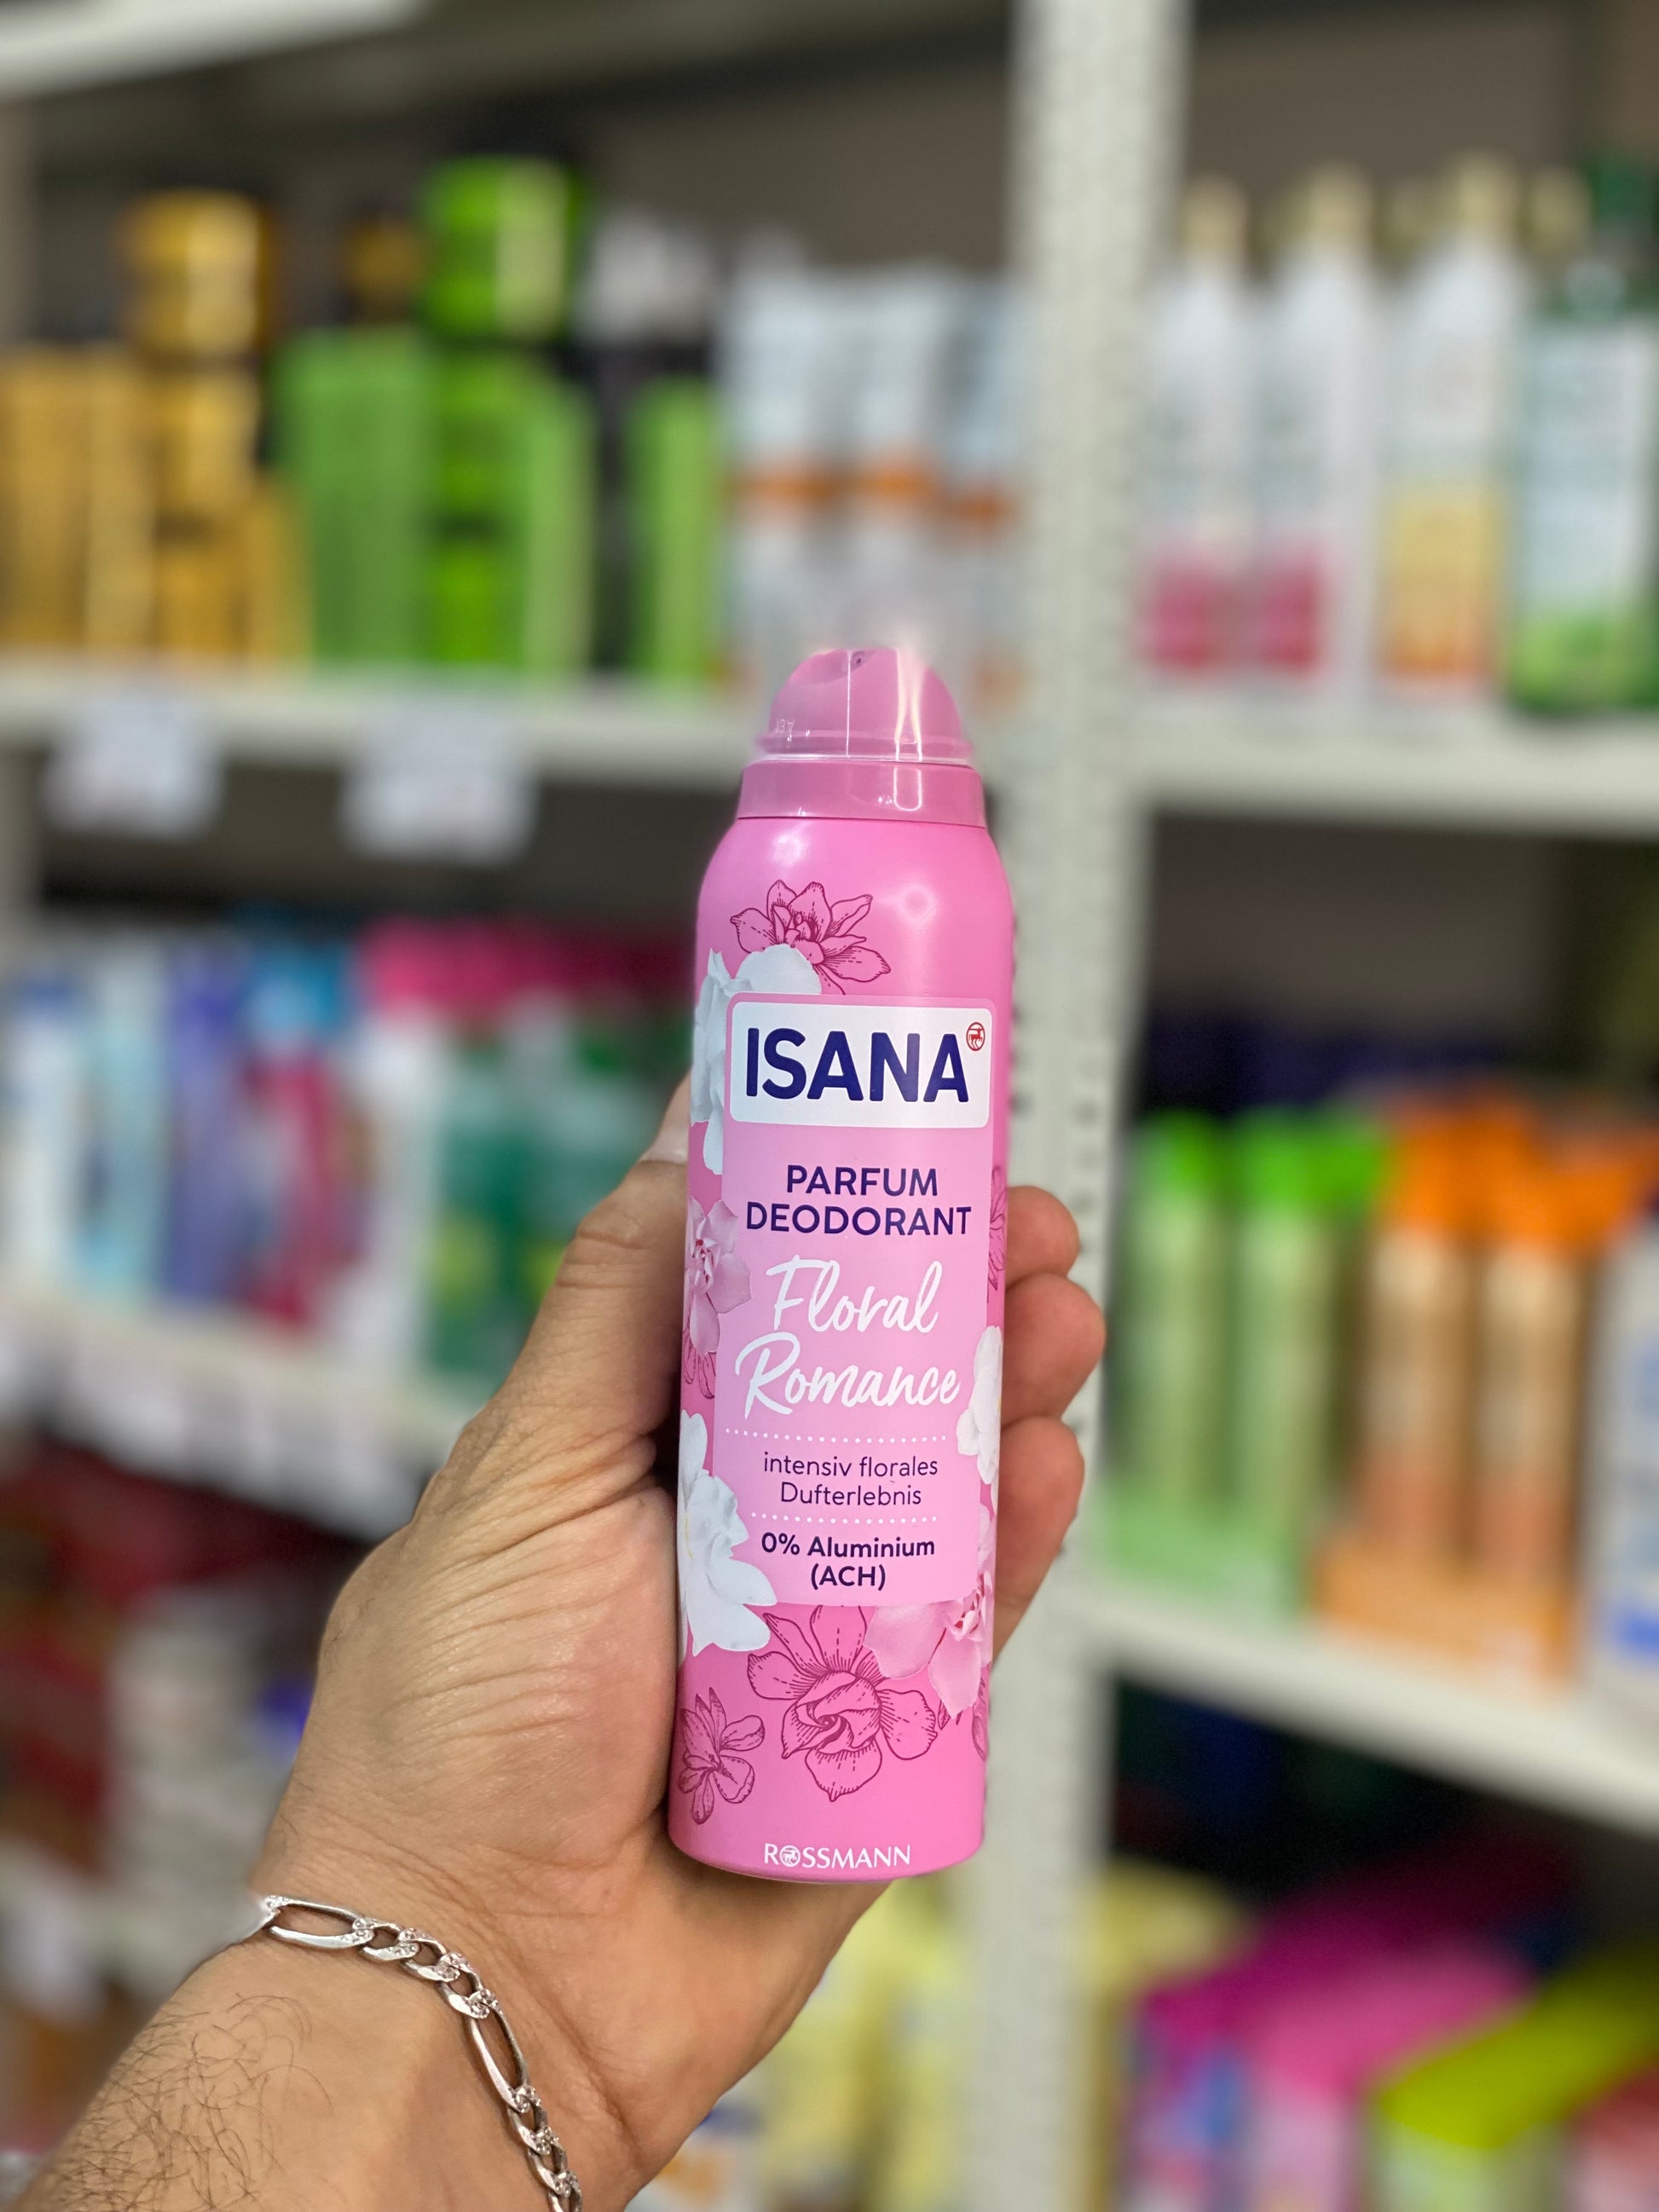 ISANA
PARFUM
DEODORANT
Floral
Romance
intensiv florales
Dufterlebnis
0% Aluminium
(ACH)
ROSSMANN